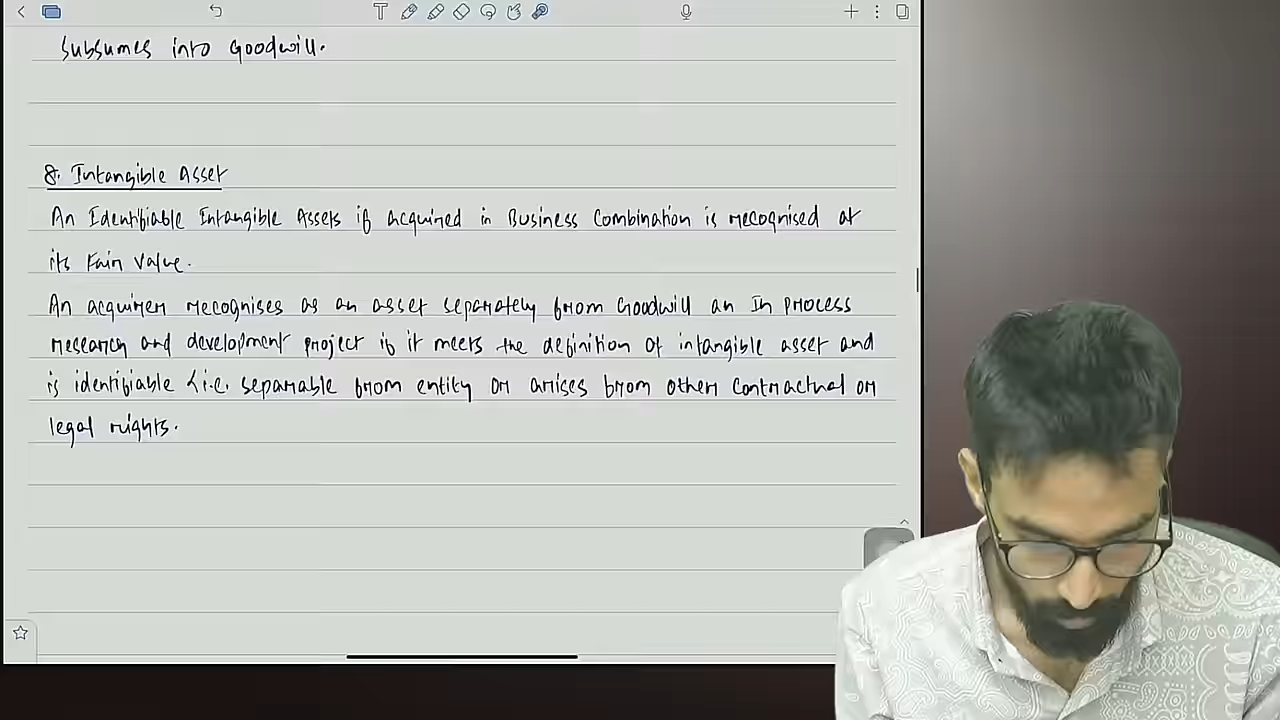 Subsumes into Goodwill.
8. Intangible Asset
An Identifiable Intangible Assets if acquired in Business Combination is recognised at
its Fair Value.
An acquirer recognises as an asset separately from Goodwill an In process
research and development project if it meets the definition of intangible asset and
is identifiable (i.e. separable from entity or arises from other contractual or
legal rights.